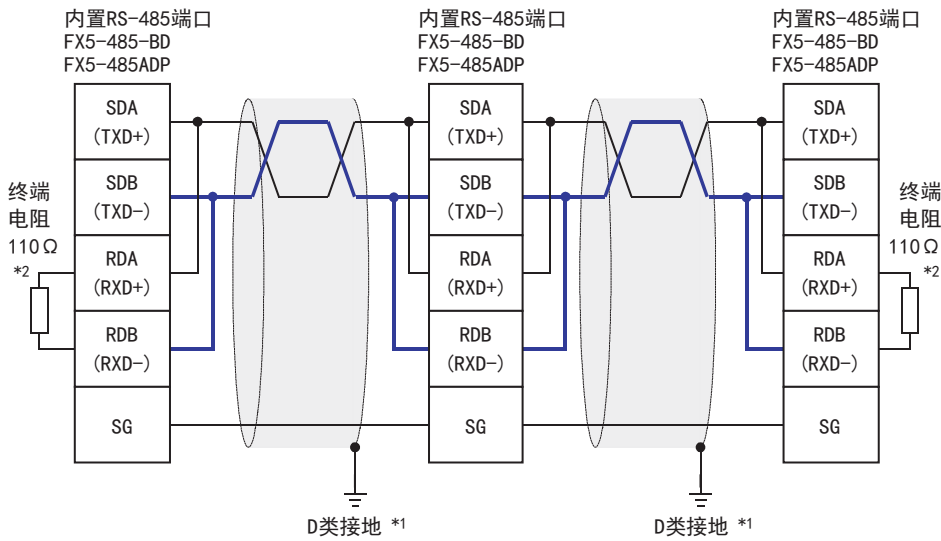 内置RS-485端口
FX5-485-BD
FX5-485ADP
内置RS-485端口
FX5-485-BD
FX5-485ADP
内置RS-485端口
FX5-485-BD
FX5-485ADP
SDA
(TXD+)
SDB
(TXD-)
RDA
(RXD+)
RDB
(RXD-)
SG
SDA
(TXD+)
SDB
(TXD-)
RDA
(RXD+)
RDB
(RXD-)
SG
SDA
(TXD+)
SDB
(TXD-)
RDA
(RXD+)
RDB
(RXD-)
SG
终端
电阻
110Ω
*2
终端
电阻
110Ω
*2
D类接地 *1
D类接地 *1